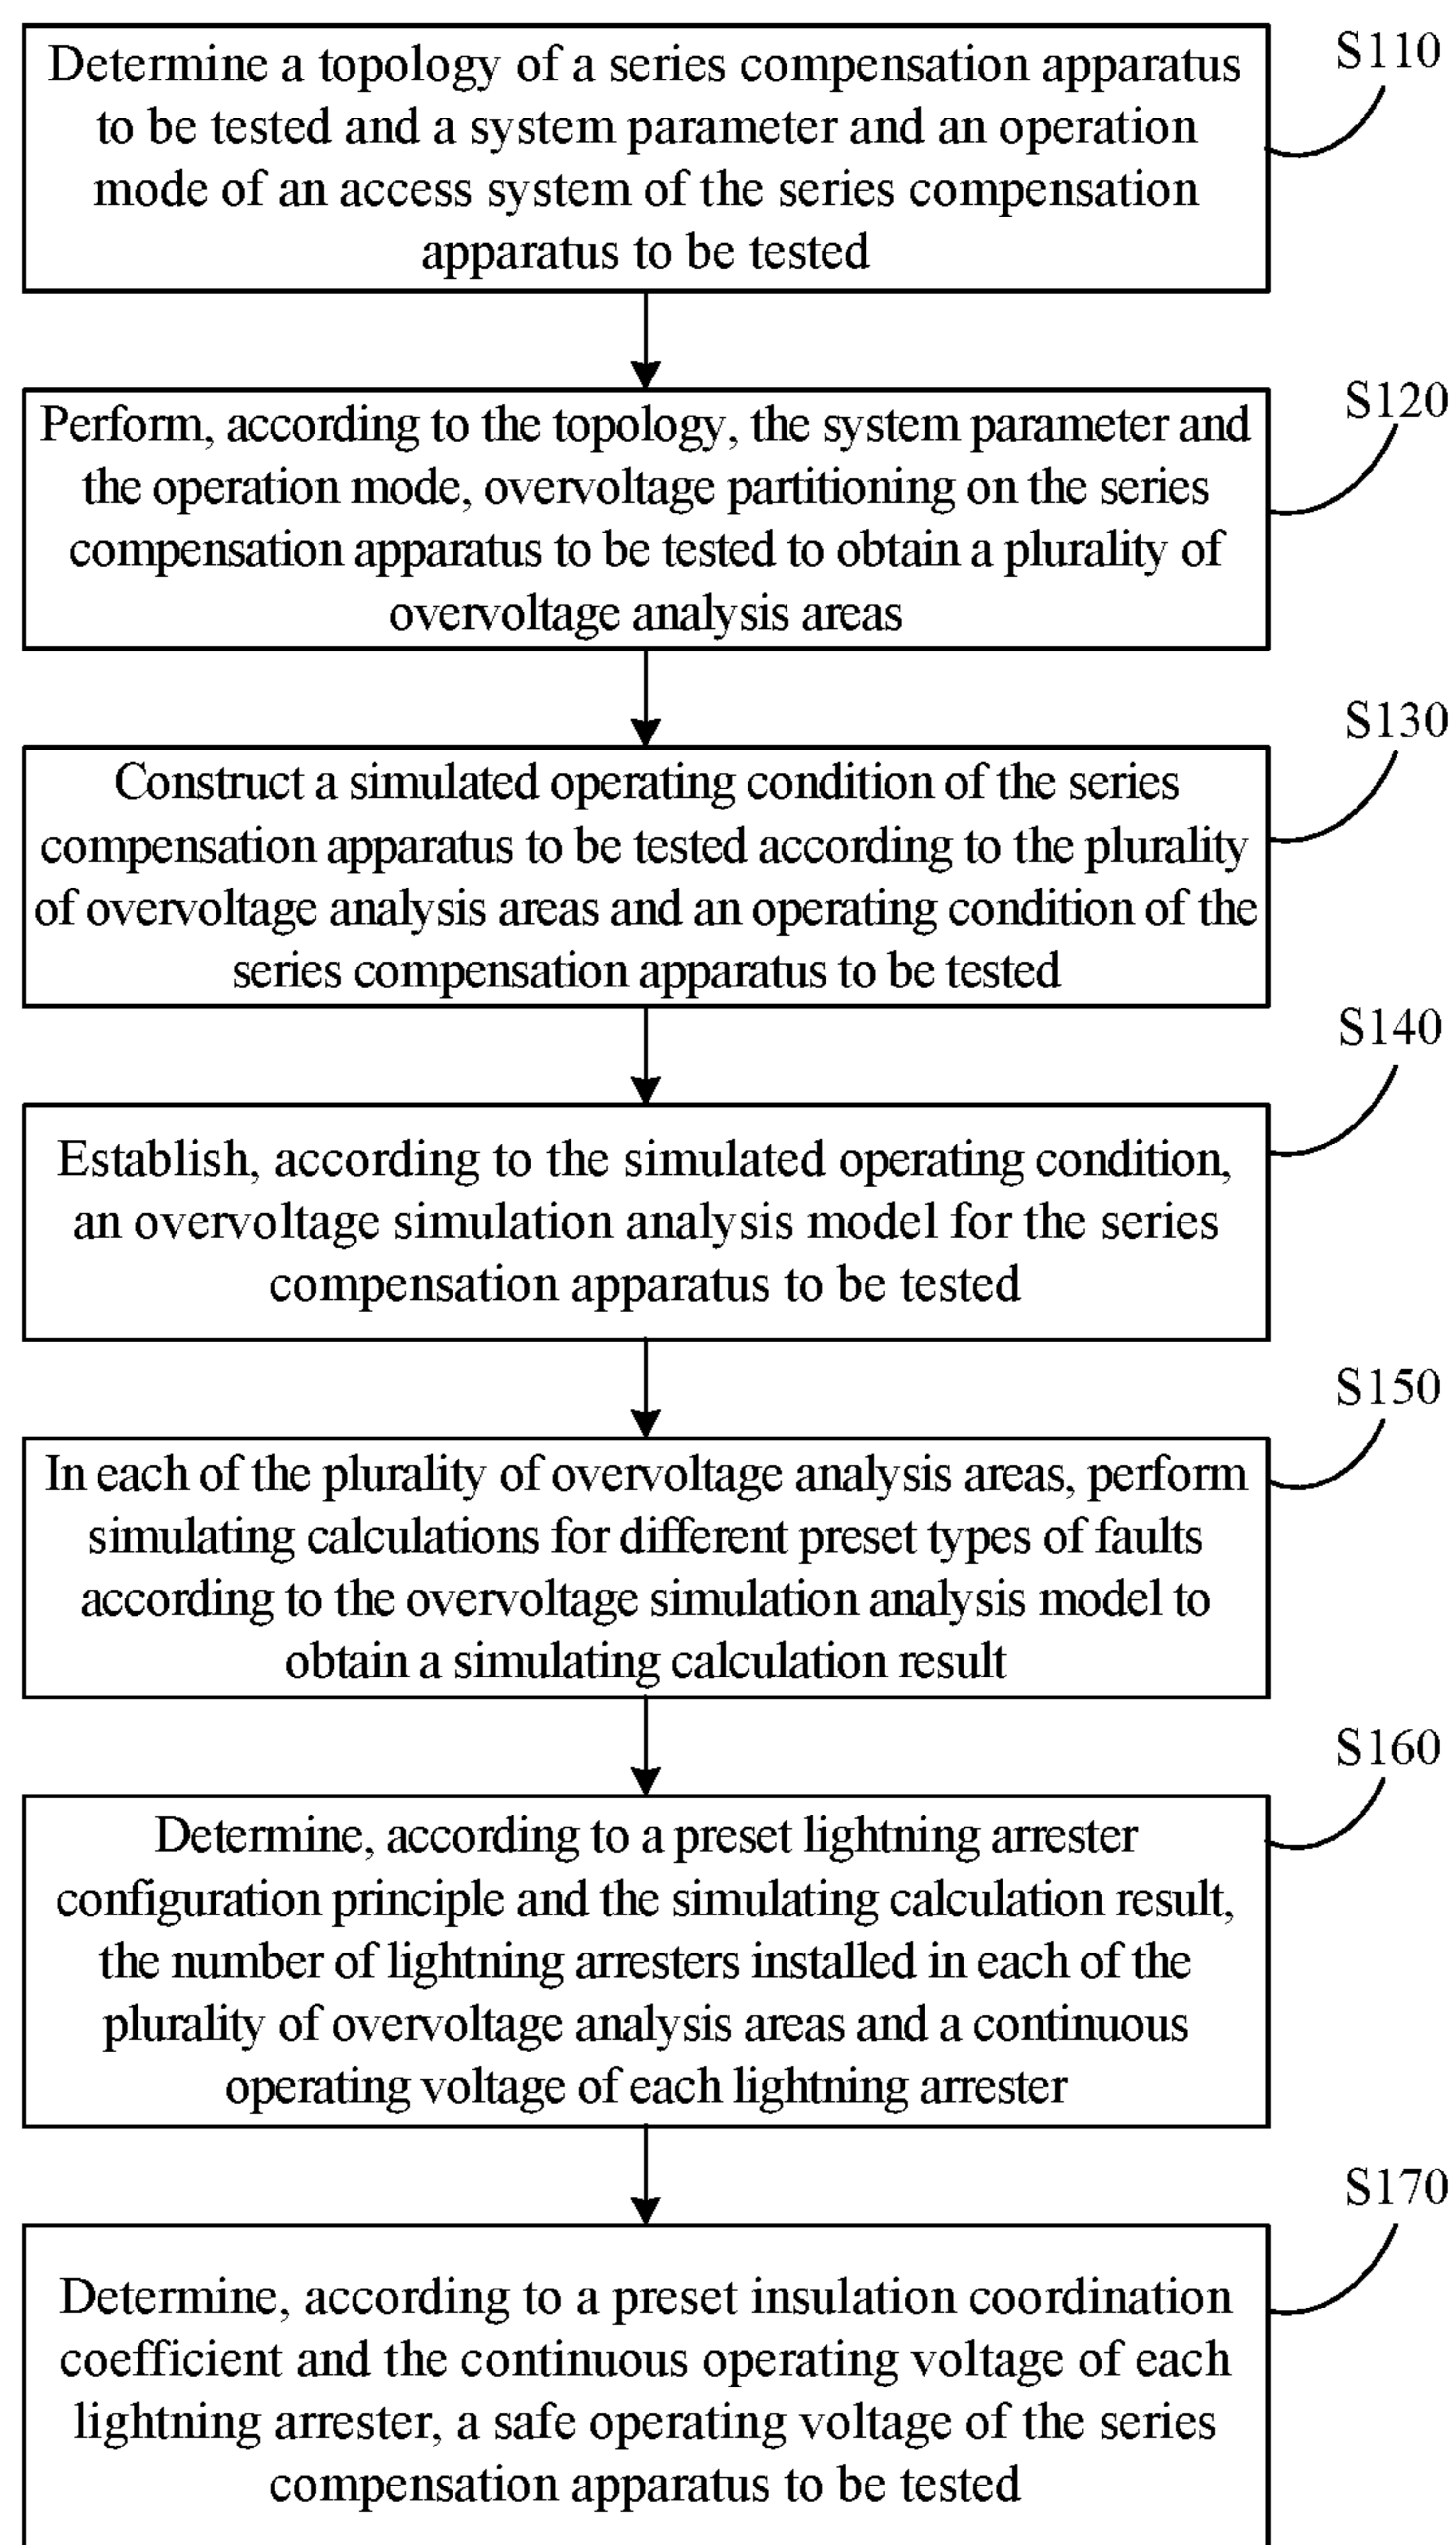 S110
Determine a topology of a series compensation apparatus
to be tested and a system parameter and an operation
mode of an access system of the series compensation
apparatus to be tested
S120
Perform, according to the topology, the system parameter and
the operation mode, overvoltage partitioning on the series
compensation apparatus to be tested to obtain a plurality of
overvoltage analysis areas
S130
Construct a simulated operating condition of the series
compensation apparatus to be tested according to the plurality
of overvoltage analysis areas and an operating condition of the
series compensation apparatus to be tested
S140
Establish, according to the simulated operating condition,
an overvoltage simulation analysis model for the series
compensation apparatus to be tested
S150
In each of the plurality of overvoltage analysis areas, perform
simulating calculations for different preset types of faults
according to the overvoltage simulation analysis model to
obtain a simulating calculation result
S160
Determine, according to a preset lightning arrester
configuration principle and the simulating calculation result,
the number of lightning arresters installed in each of the
plurality of overvoltage analysis areas and a continuous
operating voltage of each lightning arrester
S170
Determine, according to a preset insulation coordination
coefficient and the continuous operating voltage of each
lightning arrester, a safe operating voltage of the series
compensation apparatus to be tested